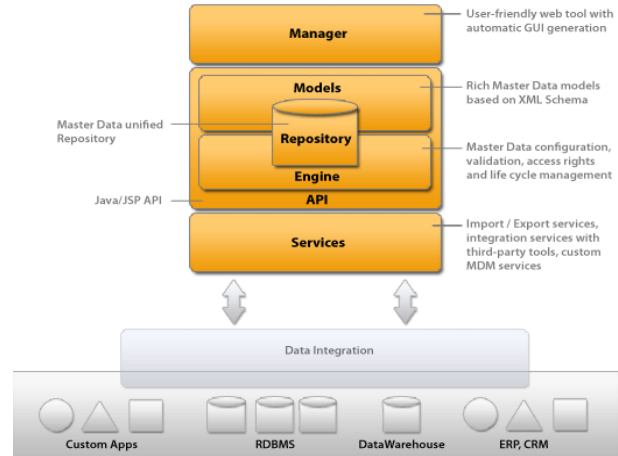 Manager
User-friendly web tool with
automatic GUI generation
Models
Rich Master Data models
based on XML Schema
Master Data unified
Repository
Repository
Master Data configuration,
validation, access rights
and life cycle management
Engine
Java/JSP API
API
Services
Import / Export services,
integration services with
third-party tools, custom
MDM services
Data Integration
Custom Apps
RDBMS
DataWarehouse
ERP, CRM